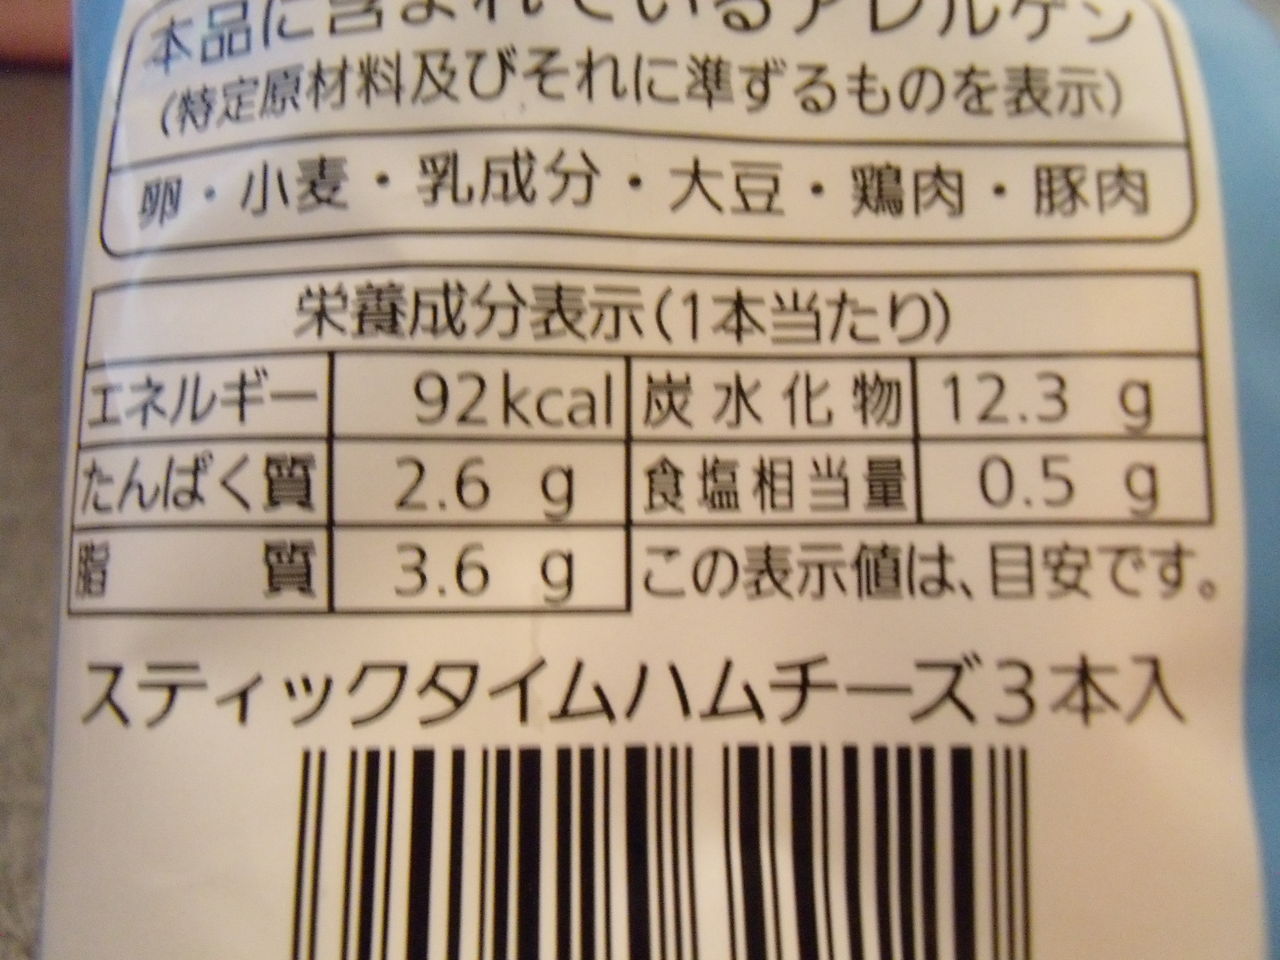 本品に含まれているアレルゲン
(特定原材料及びそれに準ずるものを表示)
卵・小麦・乳成分・大豆・鶏肉・豚肉
栄養成分表示(1本当たり)
エネルギー 92kcal 炭水化物 12.3 g
たんぱく質 2.6 g 食塩相当量 0.5 g
脂質 3.6 g この表示値は、目安です。
スティックタイムハムチーズ3本入